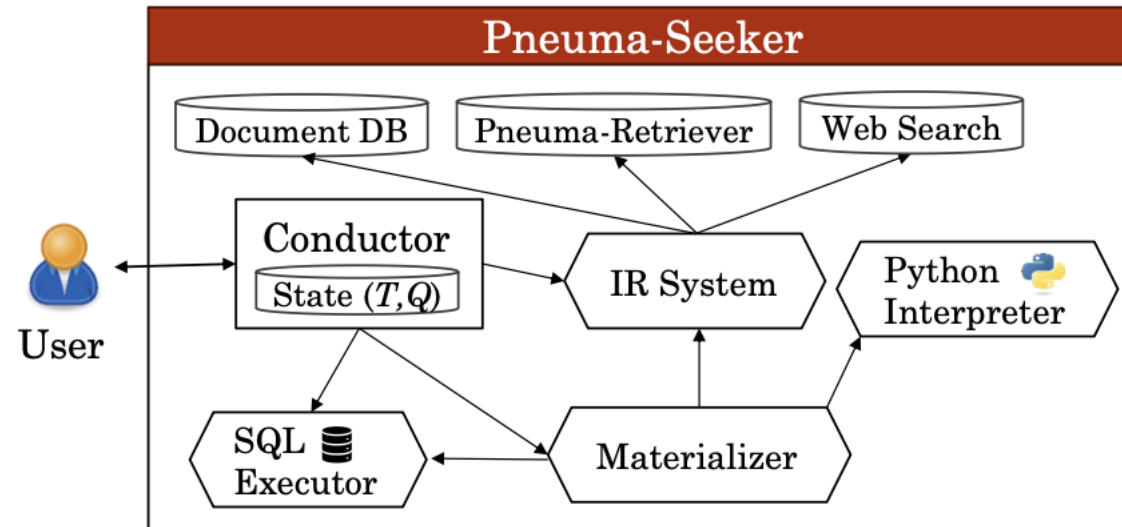 Pneuma-Seeker
Document DB
Pneuma-Retriever
Web Search
Conductor
State (T,Q)
IR System
Python
Interpreter
User
SQL
Executor
Materializer